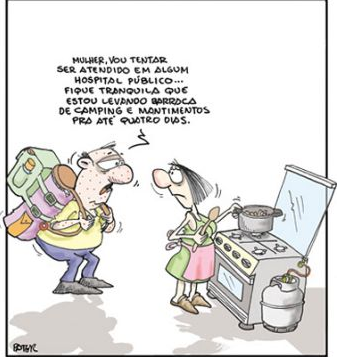 MULHER, VOU TENTAR
SER ATENDIDO EM ALGUM
HOSPITAL PÚBLICO...
FIQUE TRANQUILA QUE
ESTOU LEVANDO BARRACA
DE CAMPING E MANTIMENTOS
PRA ATÉ QUATRO DIAS.